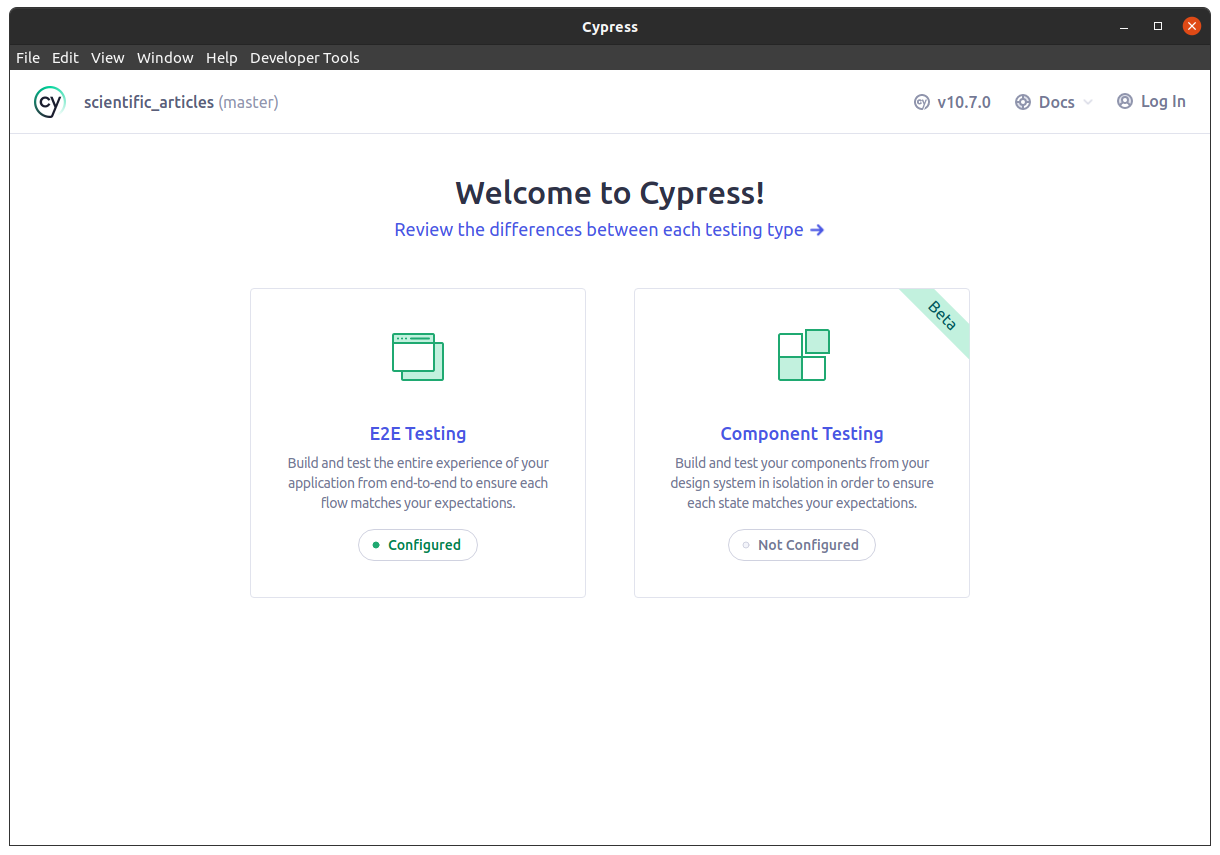 Cypress
File Edit View Window Help Developer Tools
cy scientific_articles (master) cy v10.7.0 Docs Log In
Welcome to Cypress!
Review the differences between each testing type →
Beta
E2E Testing
Build and test the entire experience of your
application from end-to-end to ensure each
flow matches your expectations.
Configured
Component Testing
Build and test your components from your
design system in isolation in order to ensure
each state matches your expectations.
Not Configured